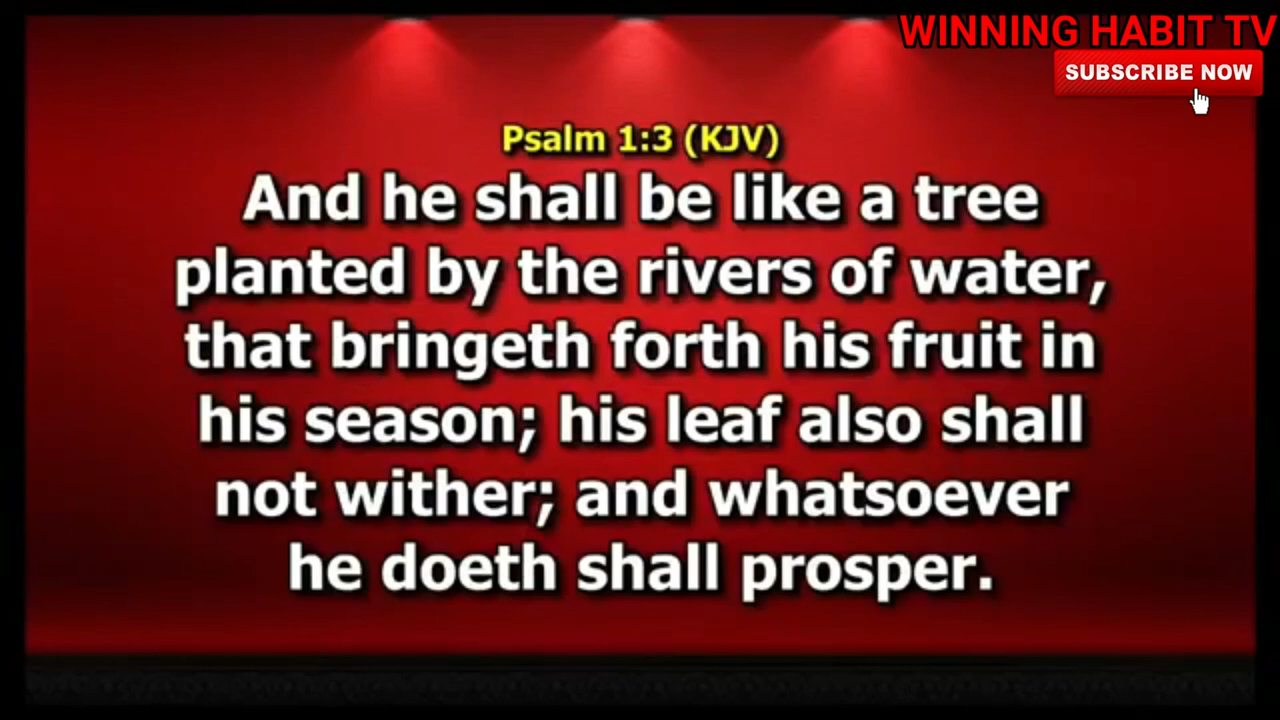 WINNING HABIT TV
SUBSCRIBE NOW
Psalm 1:3 (KJV)
And he shall be like a tree
planted by the rivers of water,
that bringeth forth his fruit in
his season; his leaf also shall
not wither; and whatsoever
he doeth shall prosper.